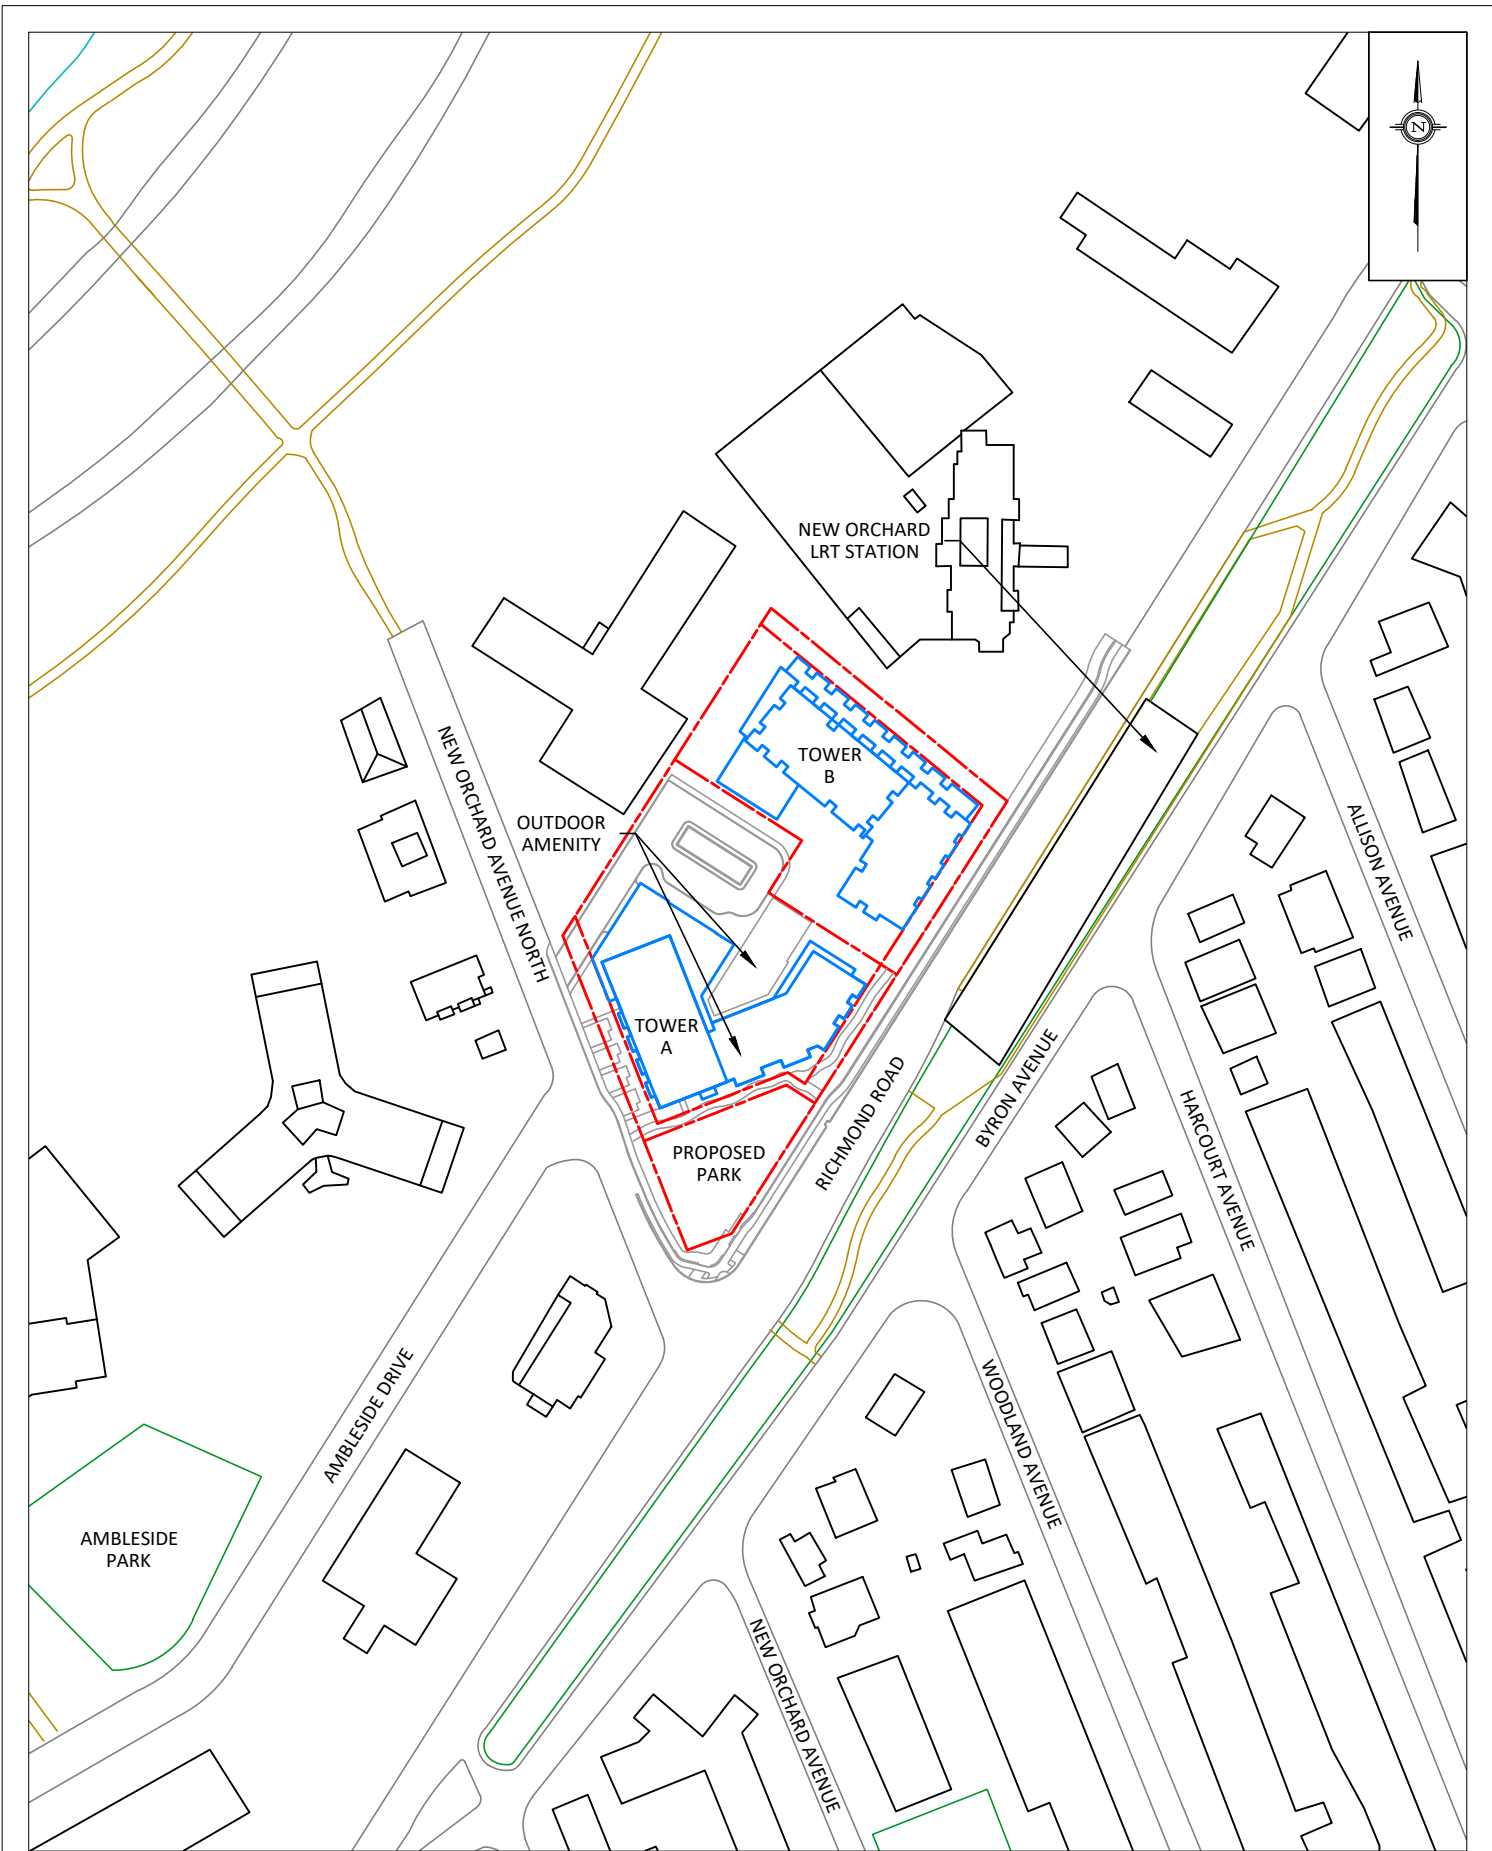 N
NEW ORCHARD
LRT STATION
TOWER
B
NEW ORCHARD AVENUE NORTH
OUTDOOR
AMENITY
ALLISON AVENUE
TOWER
A
RICHMOND ROAD
BYRON AVENUE
PROPOSED
PARK
HARCOURT AVENUE
AMBLESIDE DRIVE
WOODLAND AVENUE
AMBLESIDE
PARK
NEW ORCHARD AVENUE